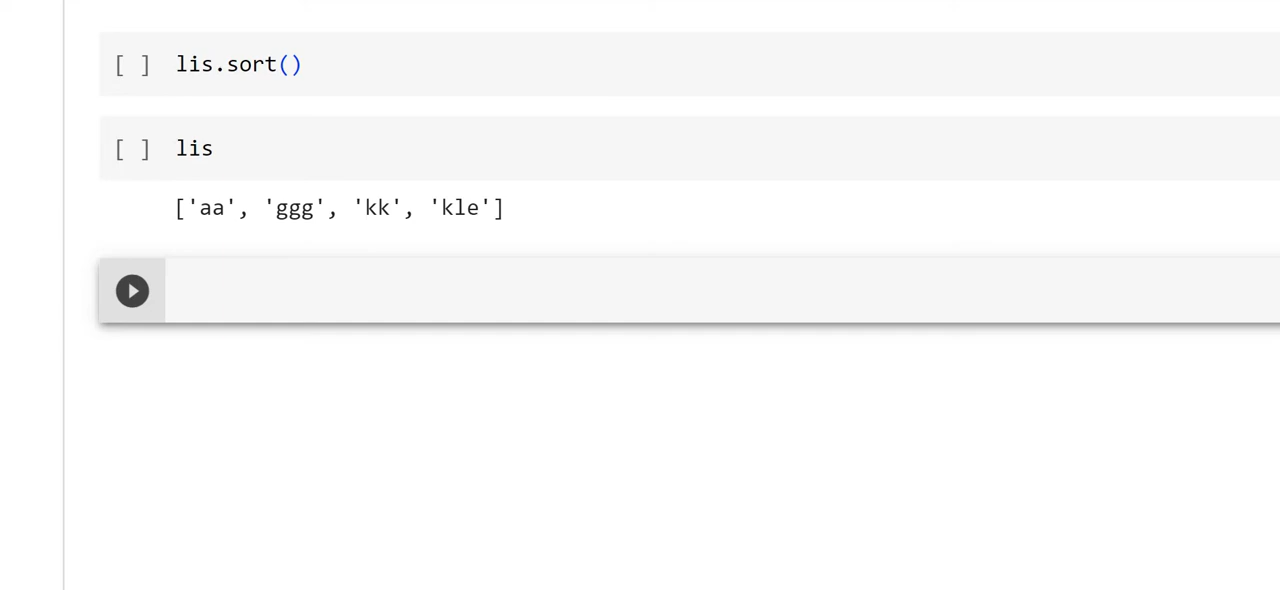 [ ] lis.sort()
[ ] lis
['aa', 'ggg', 'kk', 'kle']